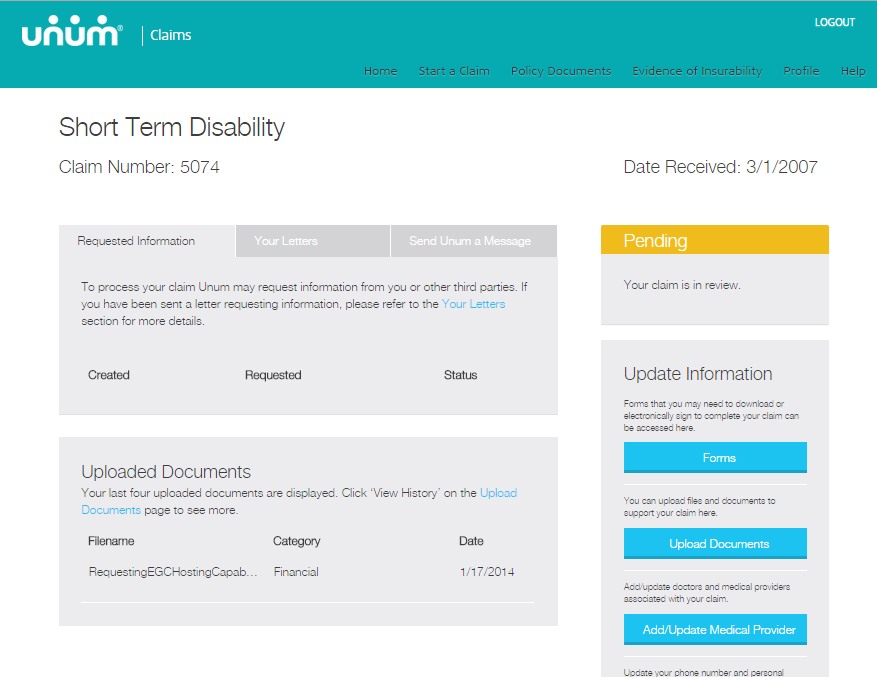 unum® Claims
LOGOUT
Home Start a Claim Policy Documents Evidence of Insurability Profile Help
Short Term Disability
Claim Number: 5074
Date Received: 3/1/2007
Requested Information Your Letters Send Unum a Message
To process your claim Unum may request information from you or other third parties. If
you have been sent a letter requesting information, please refer to the Your Letters
section for more details.
Created Requested Status
Uploaded Documents
Your last four uploaded documents are displayed. Click ‘View History’ on the Upload
Documents page to see more.
Filename Category Date
RequestingEGCHostingCapab... Financial 1/17/2014
Pending
Your claim is in review.
Update Information
Forms that you may need to download or
electronically sign to complete your claim can
be accessed here.
Forms
You can upload files and documents to
support your claim here.
Upload Documents
Add/update doctors and medical providers
associated with your claim.
Add/Update Medical Provider
Update your phone number and personal